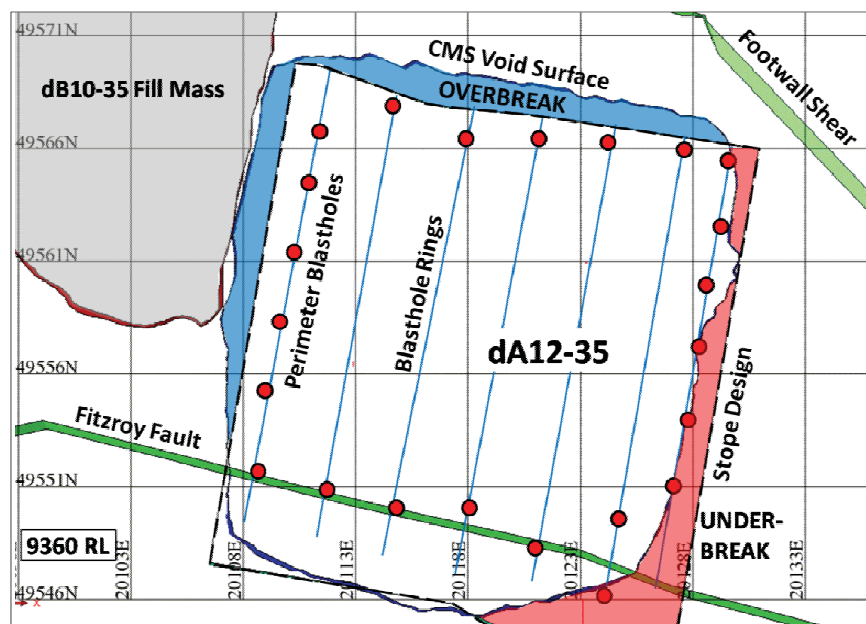 49571N
CMS Void Surface
Footwall Shear
dB10-35 Fill Mass
OVERBREAK
49566N
Perimeter Blastholes
Blasthole Rings
49561N
dA12-35
49556N
Stope Design
Fitzroy Fault
49551N
UNDER-
BREAK
9360 RL
20103E
20108E
20113E
20118E
20123E
20128E
20133E
49546N
x